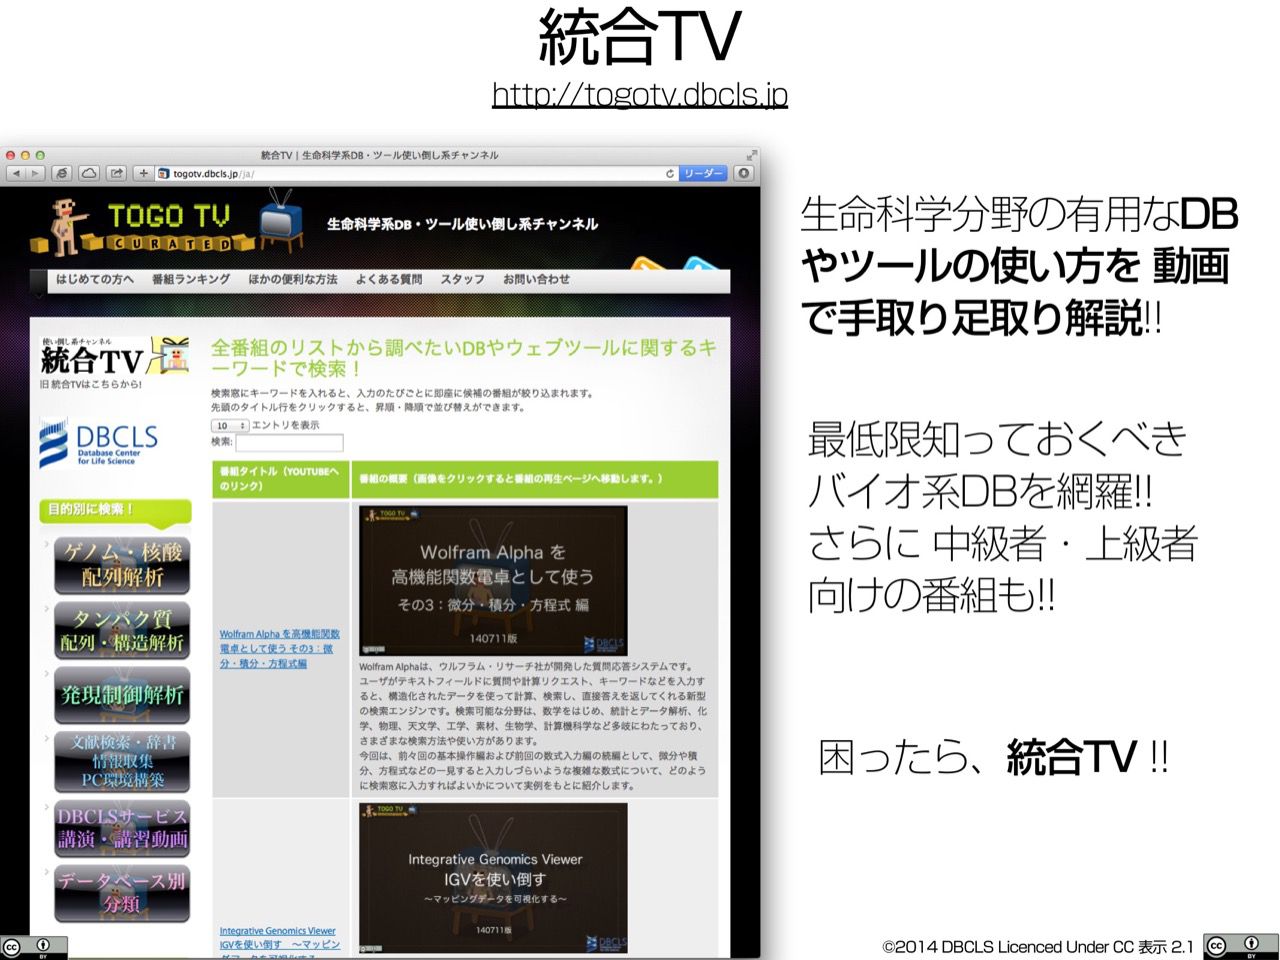 統合TV
http://togotv.dbcls.jp
統合TV | 生命科学系DB・ツール使い倒し系チャンネル
togotv.dbcls.jp/ja/
リーダー
TOGO TV
CURATED
生命科学系DB・ツール使い倒し系チャンネル
はじめての方へ 番組ランキング ほかの便利な方法 よくある質問 スタッフ お問い合わせ
使い倒し系チャンネル
統合TV
旧 統合TVはこちらから!
DBCLS
Database Center
for Life Science
目的別に検索！
ゲノム・核酸
配列解析
タンパク質
配列・構造解析
発現制御解析
文献検索・辞書
情報収集
PC環境構築
DBCLSサービス
講演・講習動画
データベース別
分類
全番組のリストから調べたいDBやウェブツールに関するキ
ーワードで検索！
検索窓にキーワードを入れると、入力のたびごとに即座に候補の番組が絞り込まれます。
先頭のタイトル行をクリックすると、昇順・降順で並び替えができます。
10 エントリを表示
検索:
番組タイトル（YOUTUBEへ
のリンク）
番組の概要（画像をクリックすると番組の再生ページへ移動します。）
Wolfram Alpha を高機能関数
電卓として使う その3：微
分・積分・方程式編
TOGO TV
Wolfram Alpha を
高機能関数電卓として使う
その3：微分・積分・方程式 編
140711版
DBCLS
Wolfram Alphaは、ウルフラム・リサーチ社が開発した質問応答システムです。
ユーザがテキストフィールドに質問や計算リクエスト、キーワードなどを入力す
ると、構造化されたデータを使って計算、検索し、直接答えを返してくれる新型
の検索エンジンです。検索可能な分野は、数学をはじめ、統計とデータ解析、化
学、物理、天文学、工学、素材、生物学、計算機科学など多岐にわたっており、
さまざまな検索方法や使い方があります。
今回は、前々回の基本操作編および前回の数式入力編の続編として、微分や積
分、方程式などの一見すると入力しづらいような複雑な数式について、どのよう
に検索窓に入力すればよいかについて実例をもとに紹介します。
Integrative Genomics Viewer
IGVを使い倒す ～マッピン
グデータを可視化する～
TOGO TV
Integrative Genomics Viewer
IGVを使い倒す
～マッピングデータを可視化する～
140711版
DBCLS
生命科学分野の有用なDB
やツールの使い方を 動画
で手取り足取り解説!!
最低限知っておくべき
バイオ系DBを網羅!!
さらに 中級者・上級者
向けの番組も!!
困ったら、統合TV !!
cc BY
©2014 DBCLS Licenced Under CC 表示 2.1
cc BY